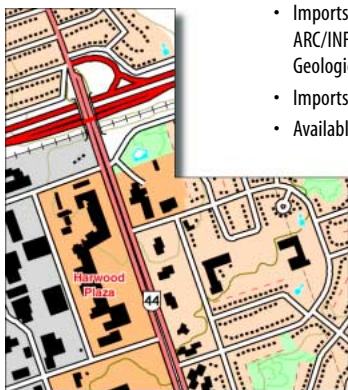 • Imports
ARC/INF
Geologi
• Imports
• Availabl
Harwood
Plaza
44